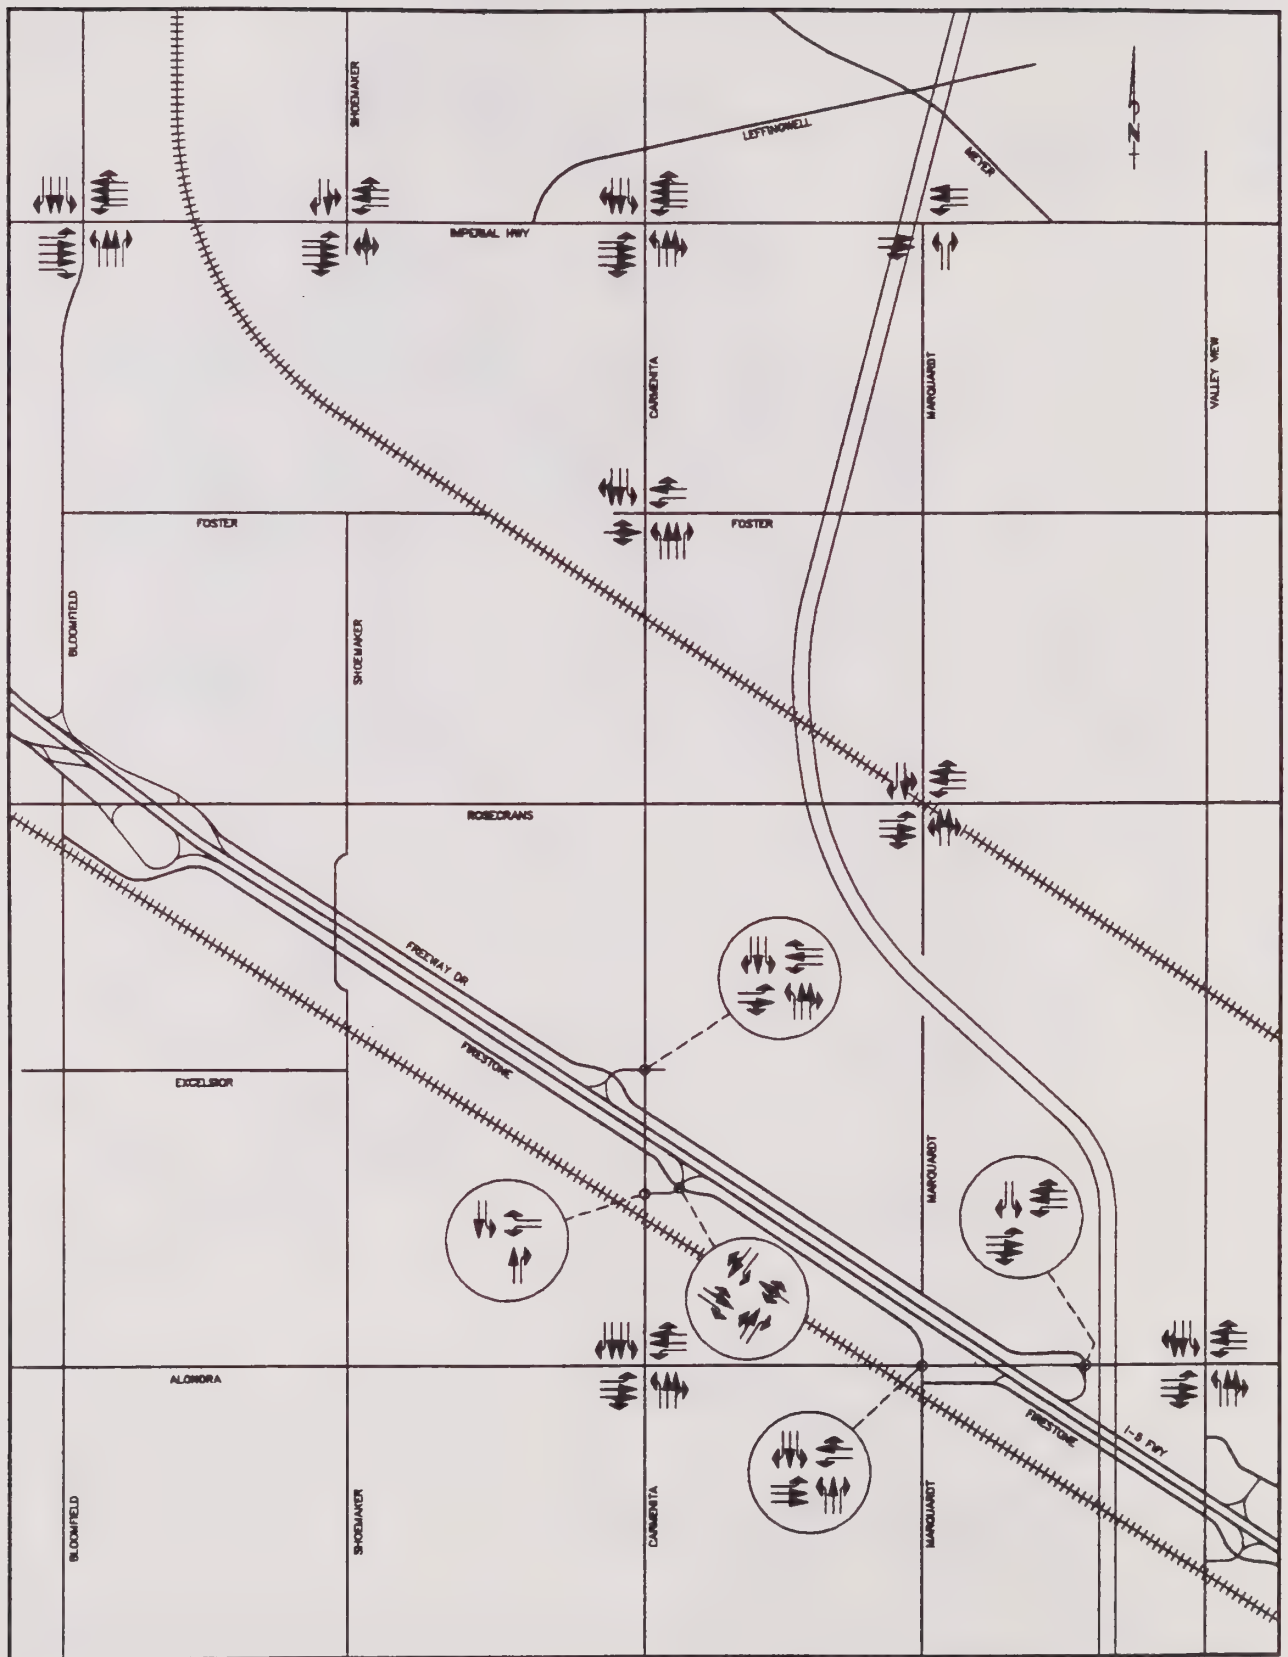 SHOEMAKER
LEFFINGWELL
MEYER
N
IMPERIAL HWY
CARMENITA
MARQUARDT
VALLEY VIEW
FOSTER
FOSTER
BLOOMFIELD
SHOEMAKER
ROSECRANS
FREEWAY DR
FIRESTONE
EXCELSIOR
MARQUARDT
ALONDRA
FIRESTONE
I-5 FWY
BLOOMFIELD
SHOEMAKER
CARMENITA
MARQUARDT